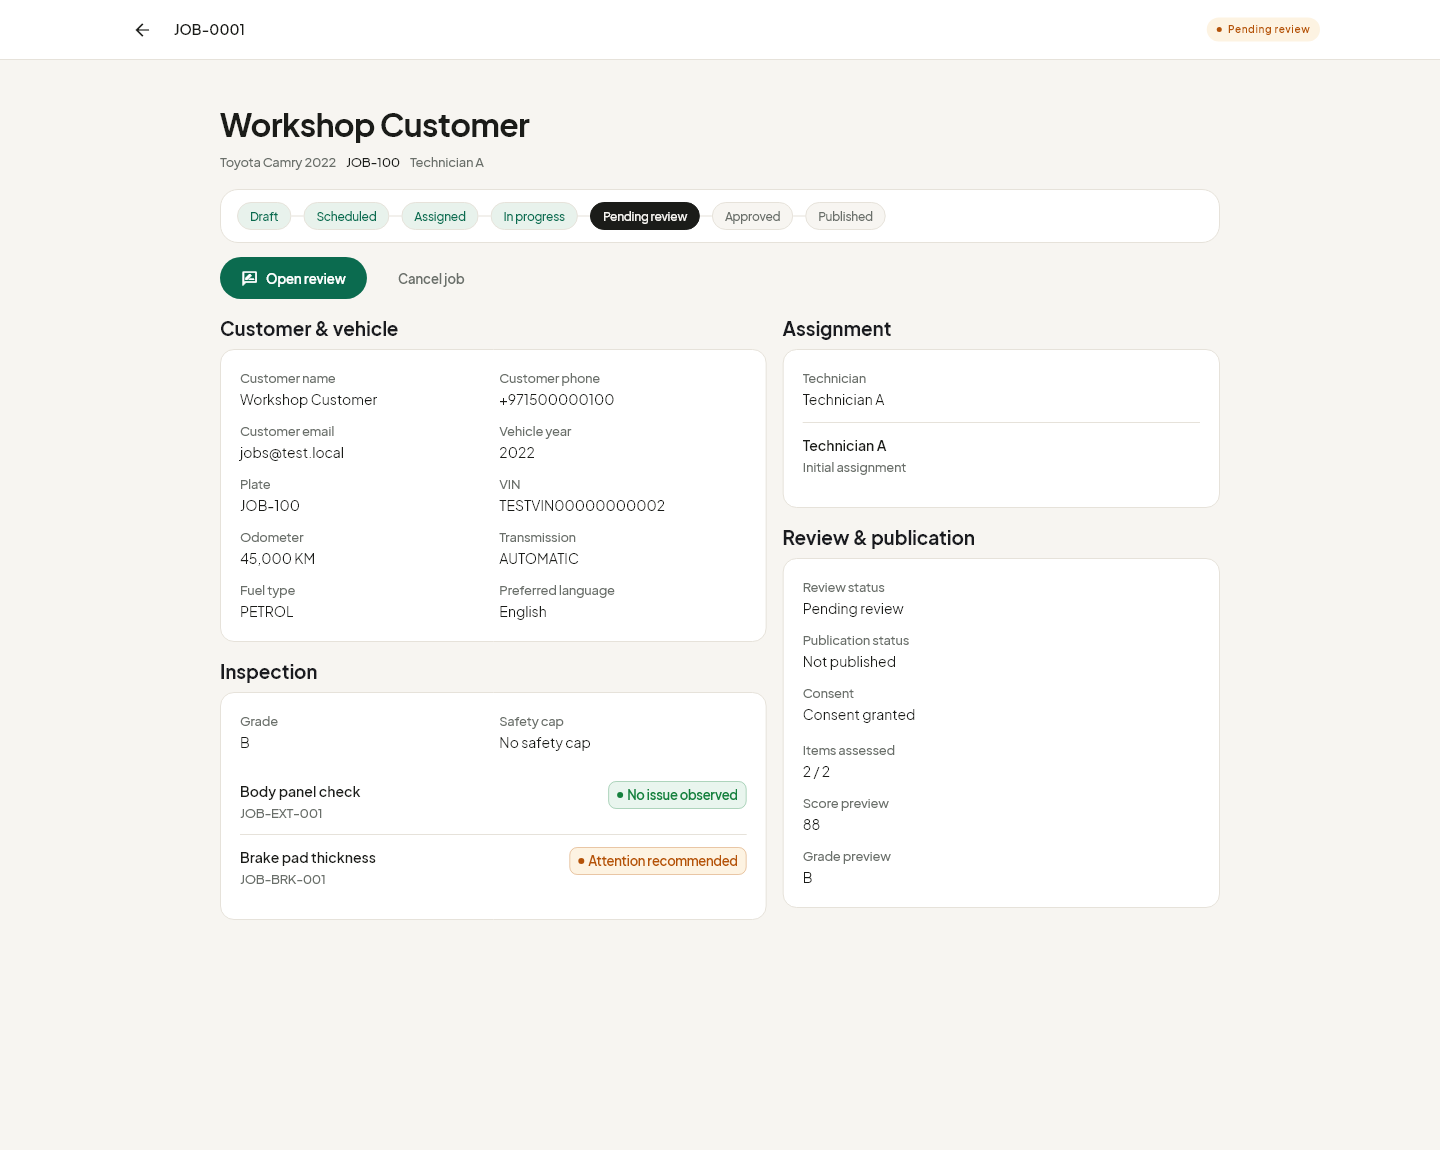 JOB-0001
Pending review
Workshop Customer
Toyota Camry 2022 JOB-100 Technician A
Draft Scheduled Assigned In progress Pending review Approved Published
Open review Cancel job
Customer & vehicle
Customer name Customer phone
Workshop Customer +971500000100
Customer email Vehicle year
jobs@test.local 2022
Plate VIN
JOB-100 TESTVIN00000000002
Odometer Transmission
45,000 KM AUTOMATIC
Fuel type Preferred language
PETROL English
Inspection
Grade Safety cap
B No safety cap
Body panel check No issue observed
JOB-EXT-001
Brake pad thickness Attention recommended
JOB-BRK-001
Assignment
Technician
Technician A
Technician A
Initial assignment
Review & publication
Review status
Pending review
Publication status
Not published
Consent
Consent granted
Items assessed
2 / 2
Score preview
88
Grade preview
B